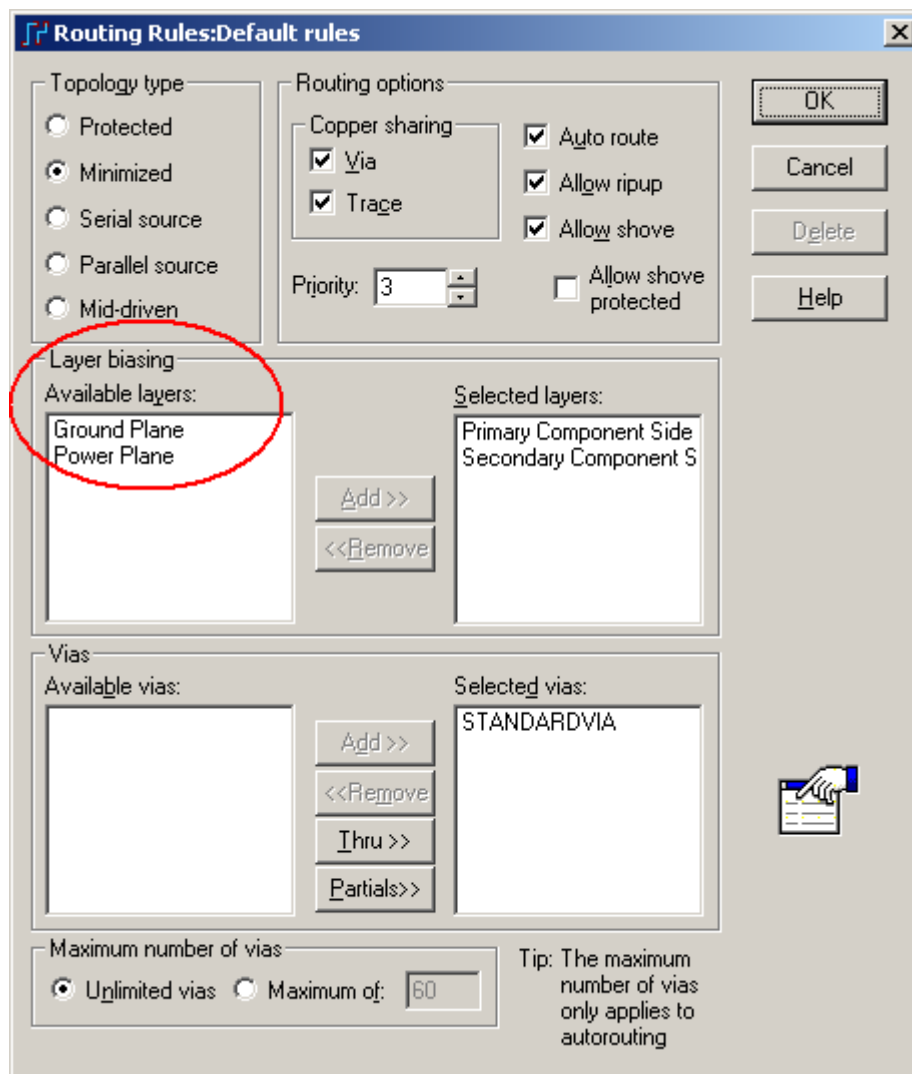 Routing Rules:Default rules
Topology type
Protected
Minimized
Serial source
Parallel source
Mid-driven
Routing options
Copper sharing
Via
Trace
Auto route
Allow ripup
Allow shove
Priority: 3
Allow shove
protected
OK
Cancel
Delete
Help
Layer biasing
Available layers:
Ground Plane
Power Plane
Add >>
<<Remove
Selected layers:
Primary Component Side
Secondary Component S
Vias
Available vias:
Add >>
<<Remove
Thru >>
Partials>>
Selected vias:
STANDARDVIA
Maximum number of vias
Unlimited vias
Maximum of: 60
Tip: The maximum
number of vias
only applies to
autorouting